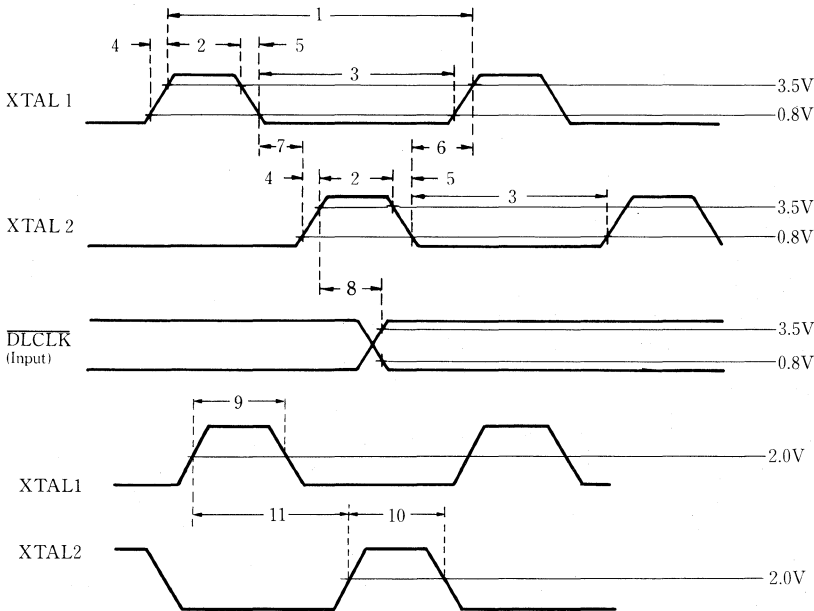 1
4 2 5
3
XTAL 1
3.5V
0.8V
7 6
4 2 5
3
XTAL 2
3.5V
0.8V
8
DLCLK
(Input)
3.5V
0.8V
9
2.0V
XTAL1
11 10
XTAL2
2.0V